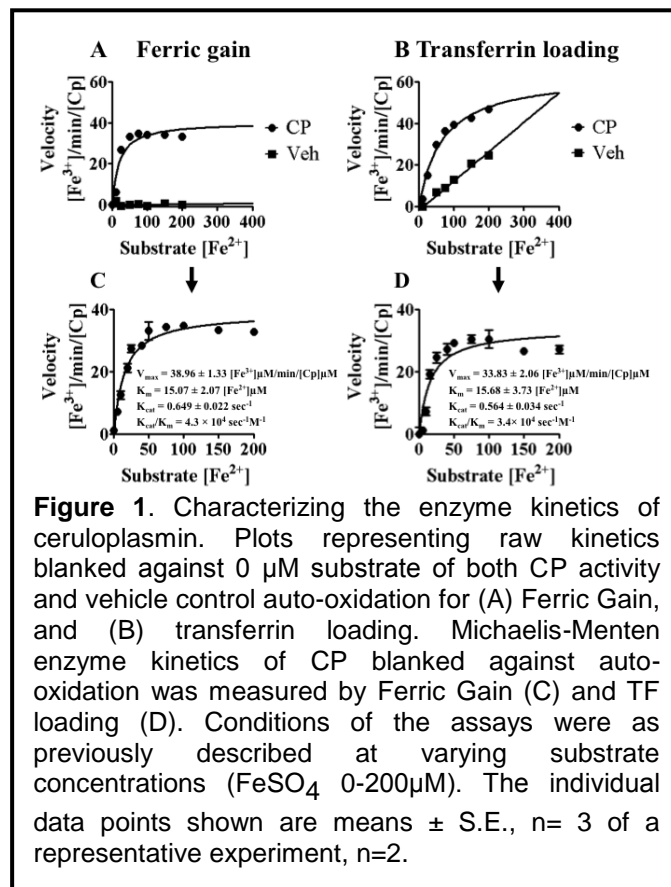 A Ferric gain
B Transferrin loading
Velocity
[Fe³⁺]/min/[Cp]
60
40
20
0
CP
Veh
0 100 200 300 400
Substrate [Fe²⁺]
Velocity
[Fe³⁺]/min/[Cp]
60
40
20
0
CP
Veh
0 100 200 300 400
Substrate [Fe²⁺]
C
Velocity
[Fe³⁺]/min/[Cp]
40
20
0
Vmax = 38.96 ± 1.33 [Fe³⁺]µM/min/[Cp]µM
Km = 15.07 ± 2.07 [Fe²⁺]µM
Kcat = 0.649 ± 0.022 sec⁻¹
Kcat/Km = 4.3 × 10⁴ sec⁻¹M⁻¹
0 50 100 150 200
Substrate [Fe²⁺]
D
Velocity
[Fe³⁺]/min/[Cp]
40
20
0
Vmax = 33.83 ± 2.06 [Fe³⁺]µM/min/[Cp]µM
Km = 15.68 ± 3.73 [Fe²⁺]µM
Kcat = 0.564 ± 0.034 sec⁻¹
Kcat/Km = 3.4× 10⁴ sec⁻¹M⁻¹
0 50 100 150 200
Substrate [Fe²⁺]
Figure 1. Characterizing the enzyme kinetics of
ceruloplasmin. Plots representing raw kinetics
blanked against 0 µM substrate of both CP activity
and vehicle control auto-oxidation for (A) Ferric Gain,
and (B) transferrin loading. Michaelis-Menten
enzyme kinetics of CP blanked against auto-
oxidation was measured by Ferric Gain (C) and TF
loading (D). Conditions of the assays were as
previously described at varying substrate
concentrations (FeSO₄ 0-200µM). The individual
data points shown are means ± S.E., n= 3 of a
representative experiment, n=2.